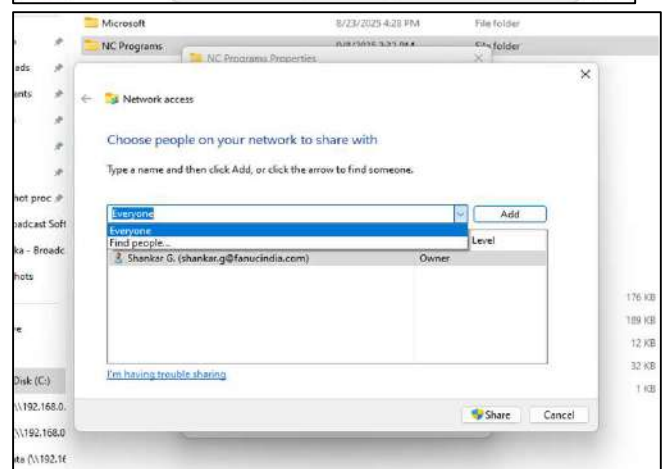 Microsoft 8/23/2025 4:28 PM File folder
NC Programs File folder
NC Programs Properties
ads
ents
Network access
Choose people on your network to share with
Type a name and then click Add, or click the arrow to find someone.
hot proc
Everyone Add
oadcast Soft
Everyone
Find people... Level
ka - Broadc
Shankar G. (shankar.g@fanucindia.com) Owner
hots
176 KB
189 KB
12 KB
32 KB
I'm having trouble sharing
Disk (C:) 1 KB
\\192.168.0.
Share Cancel
(\\192.168.0
te (\\192.16